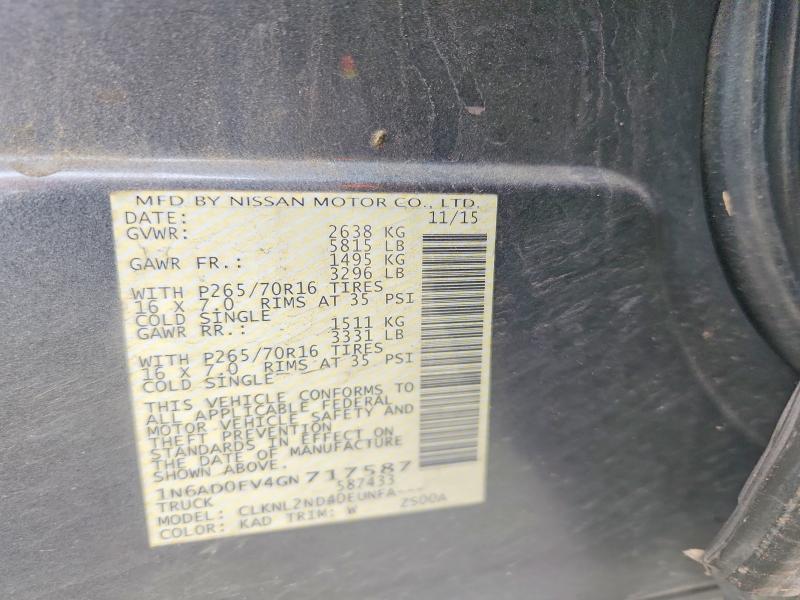 MFD BY NISSAN MOTOR CO., LTD.
DATE: 11/15
GVWR: 2638 KG
5815 LB
GAWR FR.: 1495 KG
3296 LB
WITH P265/70R16 TIRES
16 X 7.0 RIMS AT 35 PSI
COLD SINGLE
GAWR RR.: 1511 KG
3331 LB
WITH P265/70R16 TIRES
16 X 7.0 RIMS AT 35 PSI
COLD SINGLE
THIS VEHICLE CONFORMS TO
ALL APPLICABLE FEDERAL
MOTOR VEHICLE SAFETY AND
THEFT PREVENTION
STANDARDS IN EFFECT ON
THE DATE OF MANUFACTURE
SHOWN ABOVE.
1N6AD0EV4GN717587
TRUCK 587433
MODEL: CLKNLZND4DEUNFA---
COLOR: KAD TRIM: W ZS00A